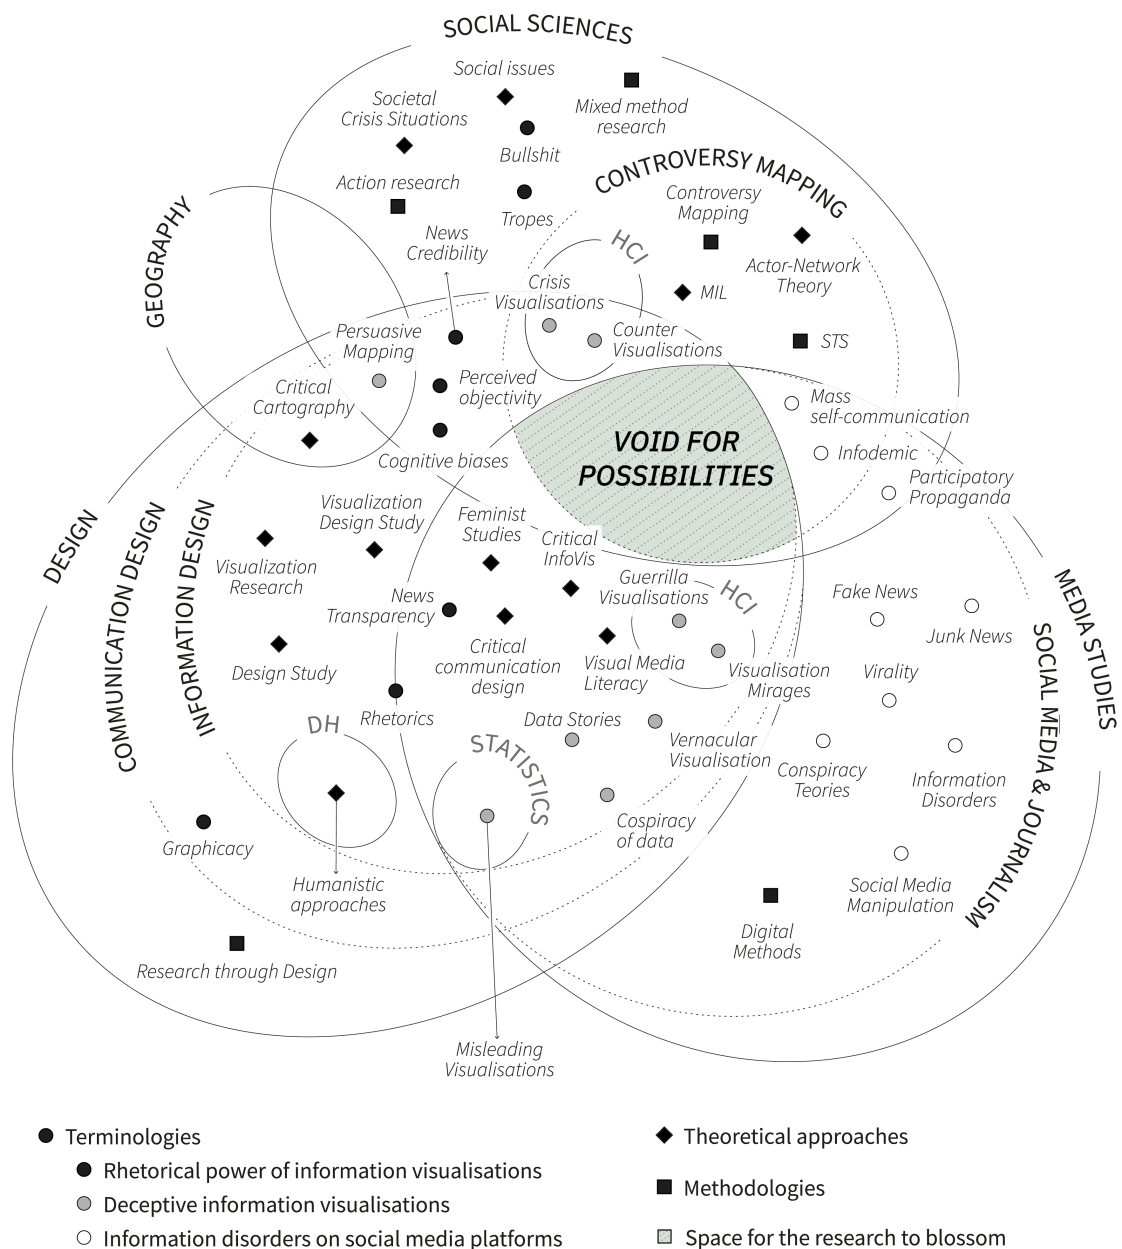 SOCIAL SCIENCES
Social issues
Societal
Crisis Situations
Mixed method
research
Bullshit
Action research
Tropes
CONTROVERSY MAPPING
Controversy
Mapping
GEOGRAPHY
News
Credibility
HCI
Actor-Network
Theory
Crisis
Visualisations
MIL
Persuasive
Mapping
Counter
Visualisations
STS
Critical
Cartography
Perceived
objectivity
Mass
self-communication
VOID FOR
POSSIBILITIES
Cognitive biases
Infodemic
Participatory
Propaganda
DESIGN
COMMUNICATION DESIGN
INFORMATION DESIGN
Visualization
Design Study
Feminist
Studies
Critical
InfoVis
Visualization
Research
Guerrilla
Visualisations
HCI
News
Transparency
Fake News
Junk News
MEDIA STUDIES
SOCIAL MEDIA & JOURNALISM
Design Study
Critical
communication
design
Visual Media
Literacy
Visualisation
Mirages
Virality
Rhetorics
DH
Data Stories
STATISTICS
Vernacular
Visualisation
Conspiracy
Teories
Information
Disorders
Graphicacy
Cospiracy
of data
Humanistic
approaches
Social Media
Manipulation
Digital
Methods
Research through Design
Misleading
Visualisations
Terminologies
Rhetorical power of information visualisations
Deceptive information visualisations
Information disorders on social media platforms
Theoretical approaches
Methodologies
Space for the research to blossom